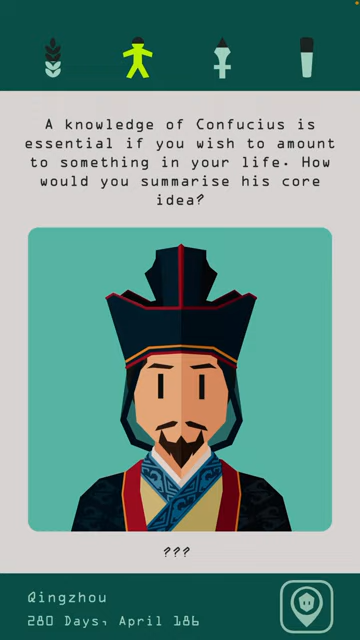 A knowledge of Confucius is
essential if you wish to amount
to something in your life. How
would you summarise his core
idea?
???
Qingzhou
280 Days, April 186